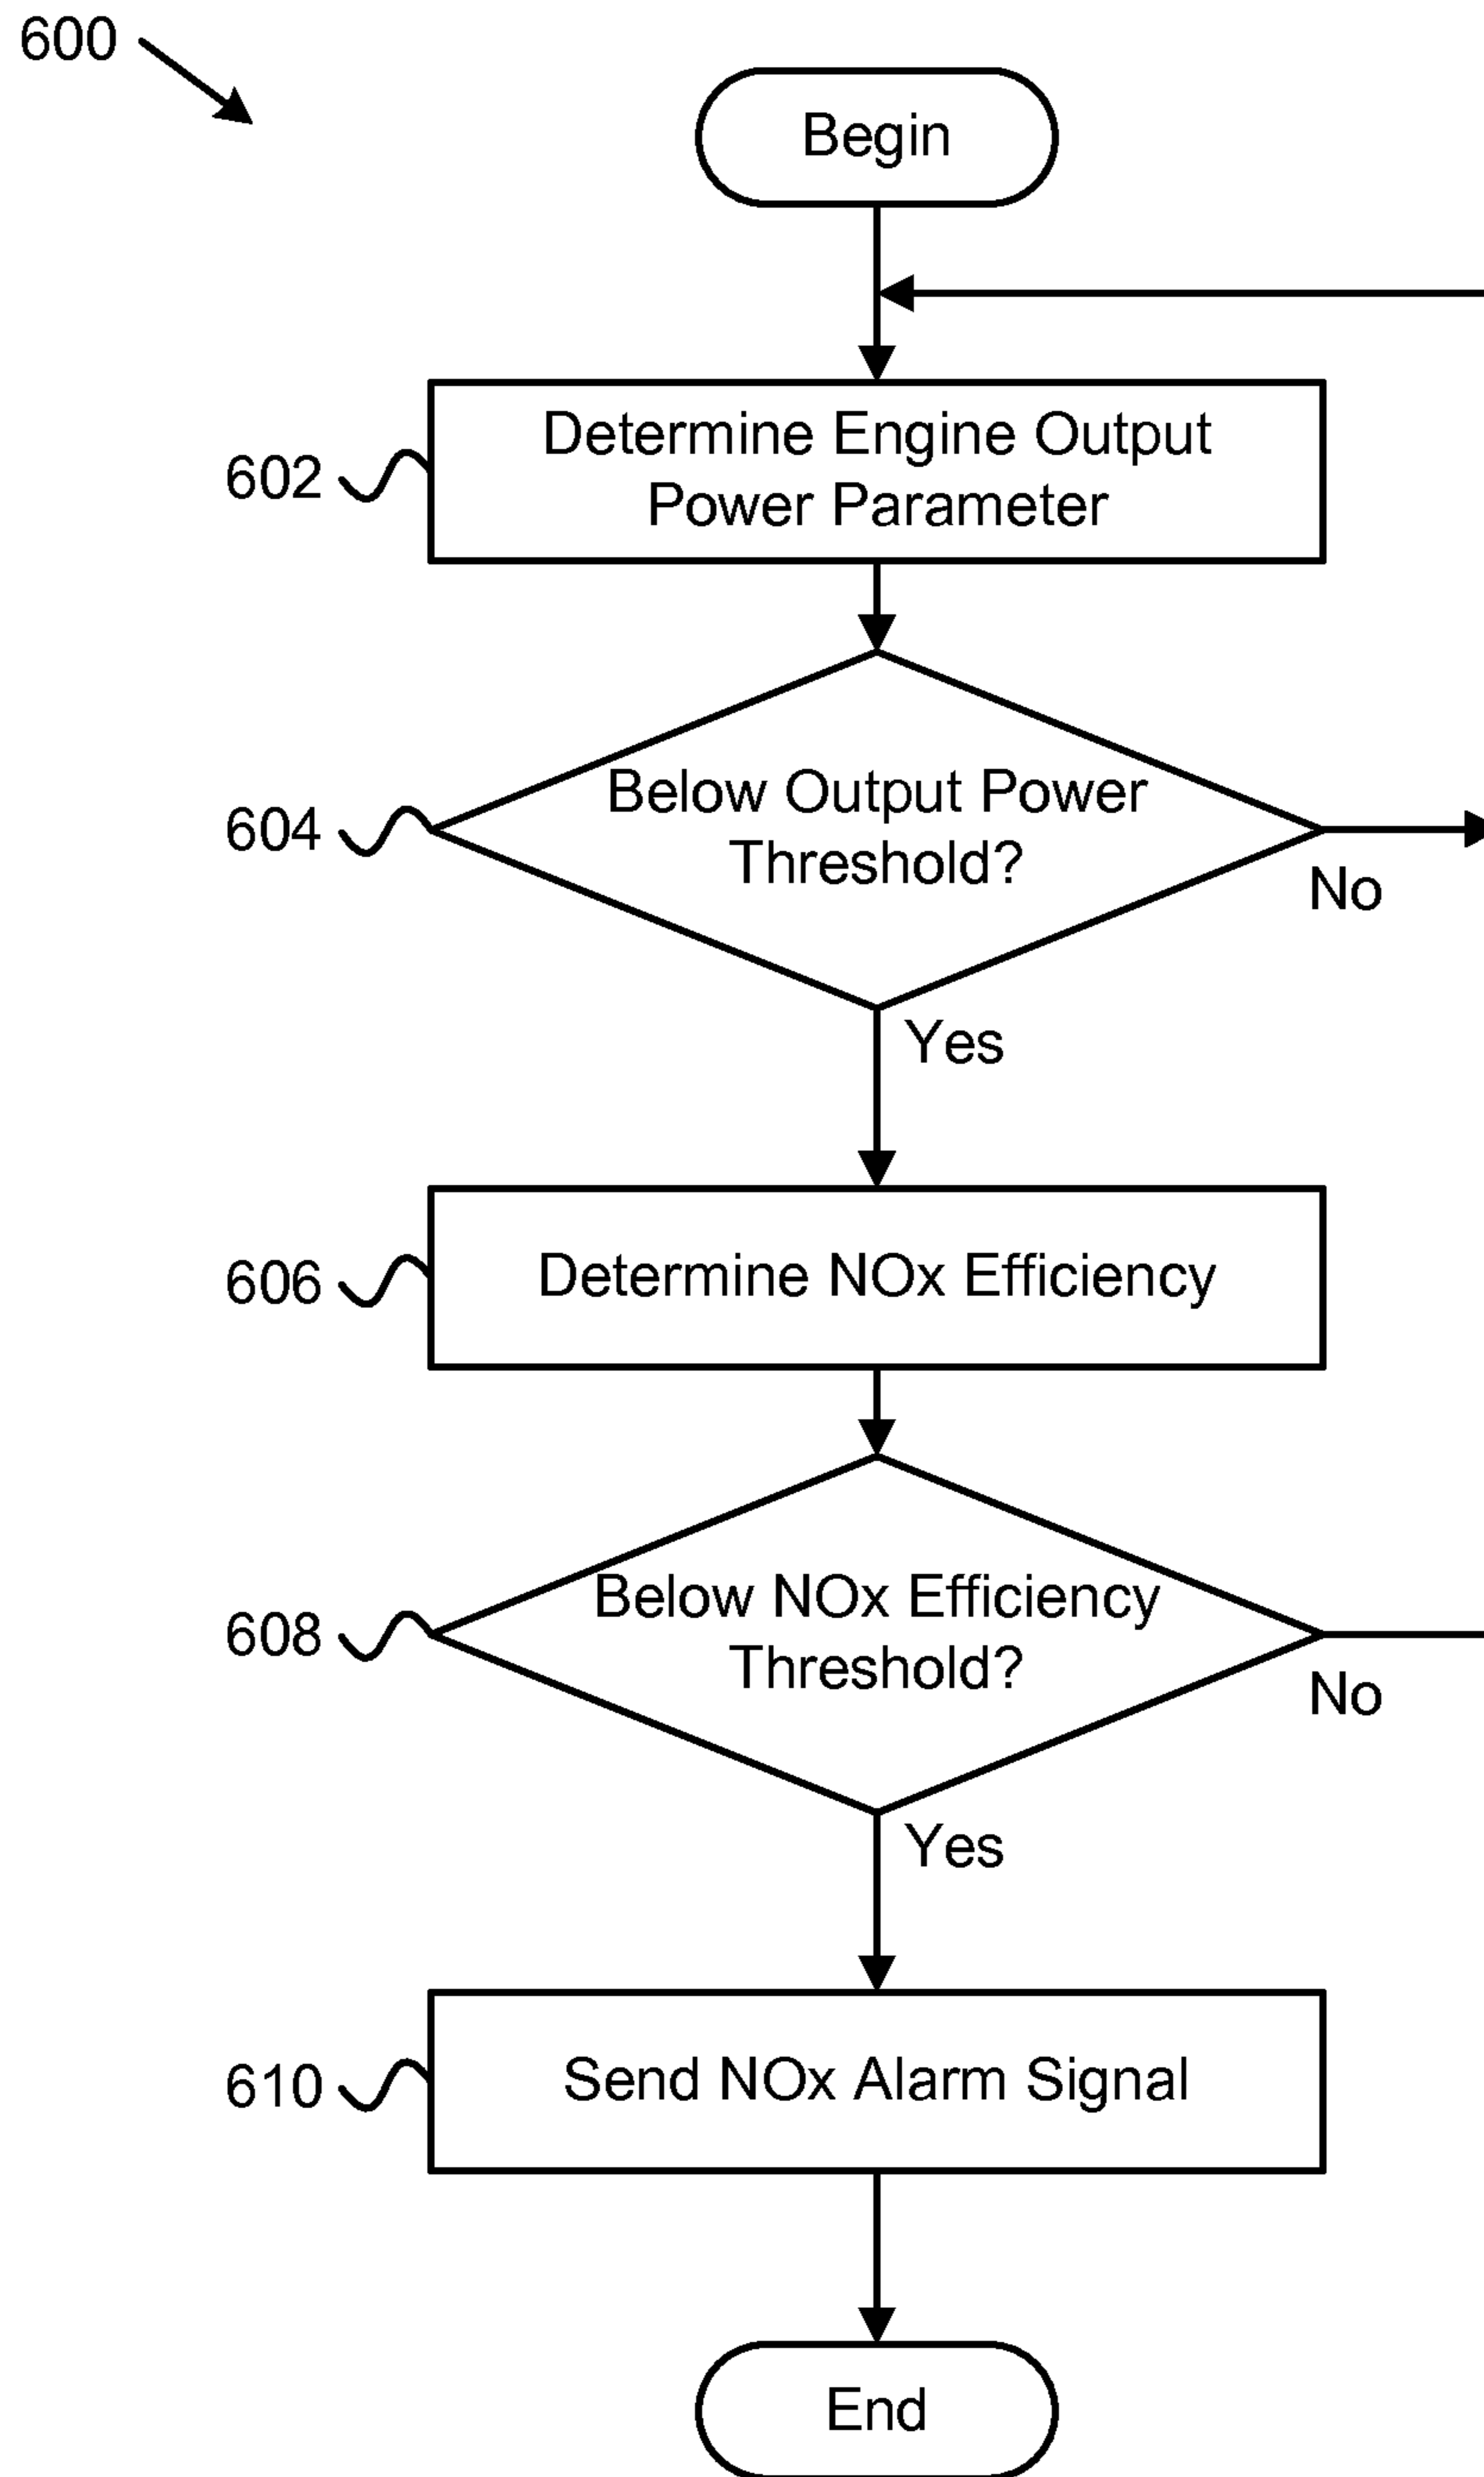 600
Begin
602
Determine Engine Output
Power Parameter
604
Below Output Power
Threshold?
No
Yes
606
Determine NOx Efficiency
608
Below NOx Efficiency
Threshold?
No
Yes
610
Send NOx Alarm Signal
End